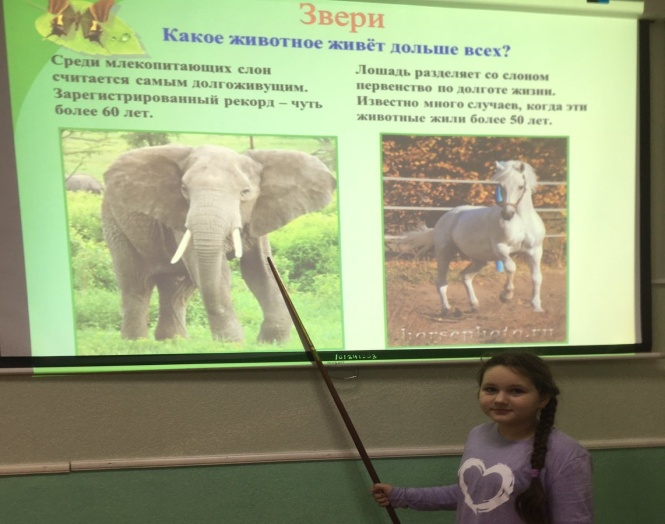 Звери
Какое животное живёт дольше всех?
Среди млекопитающих слон
считается самым долгоживущим.
Зарегистрированный рекорд – чуть
более 60 лет.
Лошадь разделяет со слоном
первенство по долготе жизни.
Известно много случаев, когда эти
животные жили более 50 лет.
horsephoto.ru